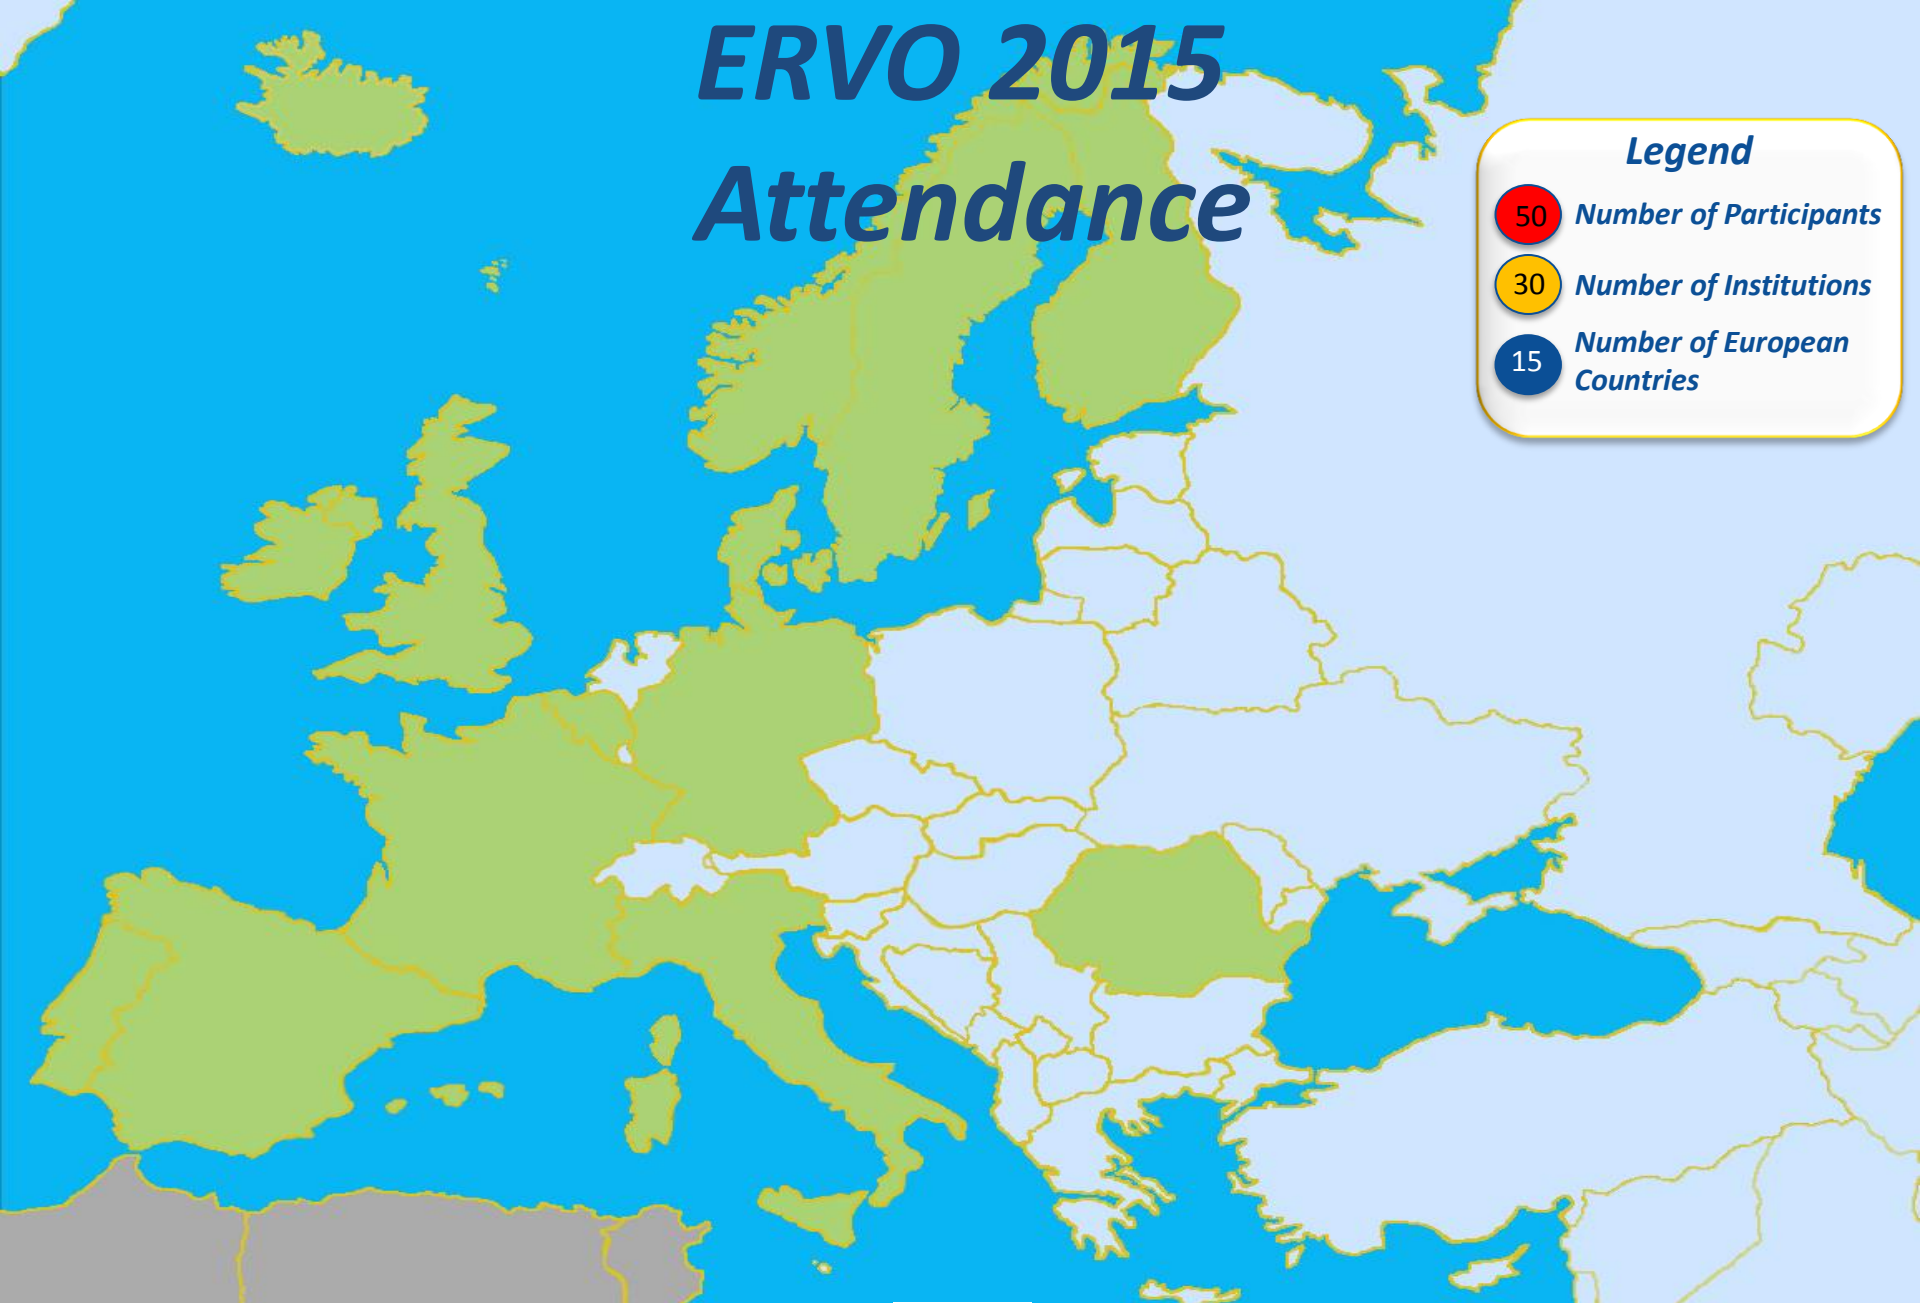 ERVO 2015
Attendance
Legend
50 Number of Participants
30 Number of Institutions
15 Number of European
Countries